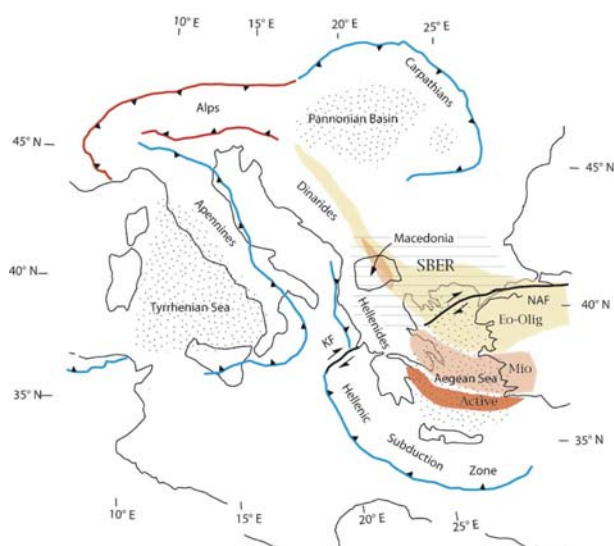 10° E
15° E
20° E
25° E
Carpathians
Alps
Pannonian Basin
45° N
45° N
Dinarides
Apennines
Macedonia
SBER
40° N
40° N
Tyrrhenian Sea
Hellenides
NAF
Eo-Olig
KF
Mio
Aegean Sea
Active
35° N
Hellenic
Subduction
Zone
35° N
10° E
15° E
20° E
25° E